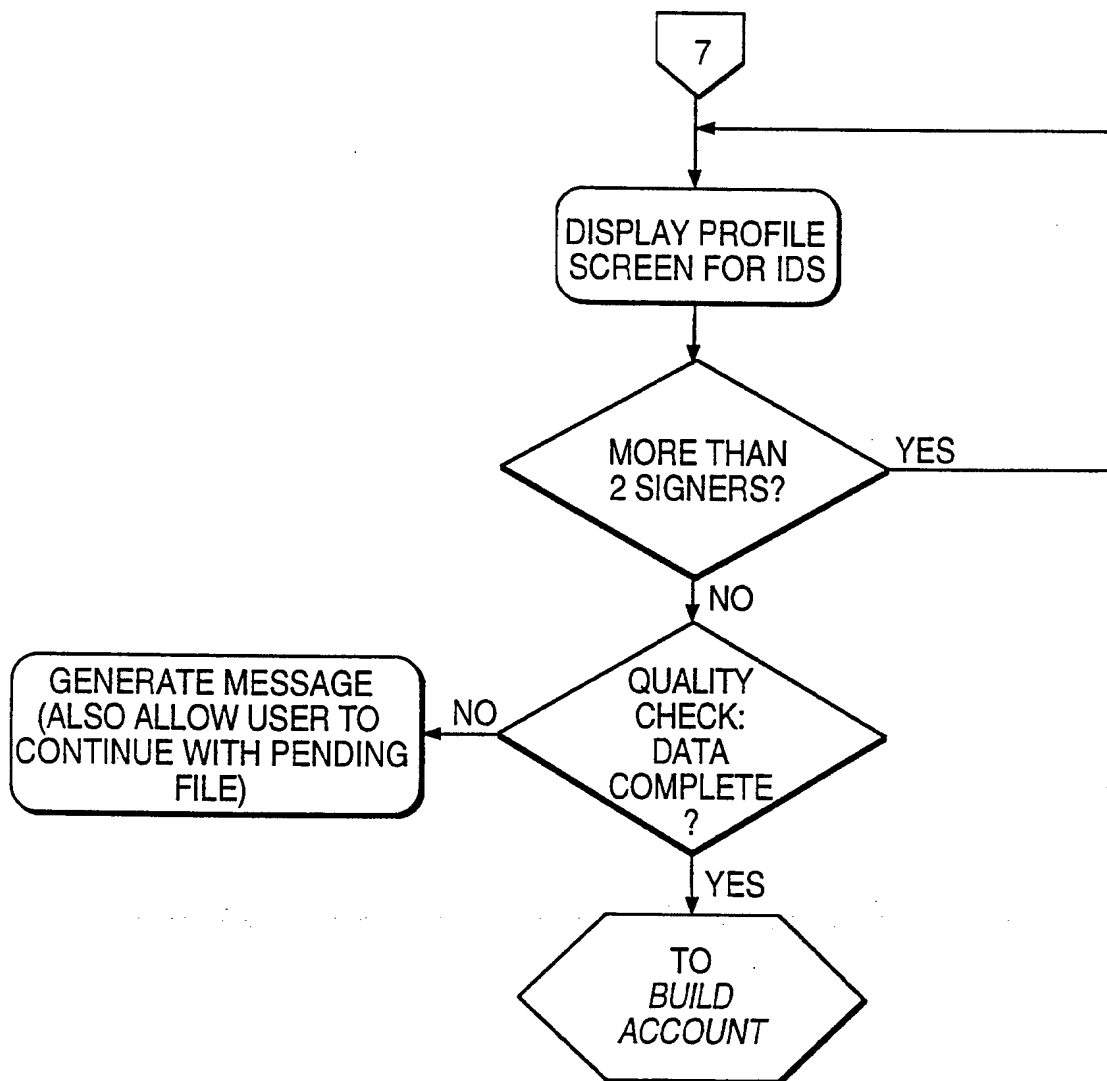 7
DISPLAY PROFILE
SCREEN FOR IDS
MORE THAN
2 SIGNERS?
YES
NO
QUALITY
CHECK:
DATA
COMPLETE
?
NO
GENERATE MESSAGE
(ALSO ALLOW USER TO
CONTINUE WITH PENDING
FILE)
YES
TO
BUILD
ACCOUNT